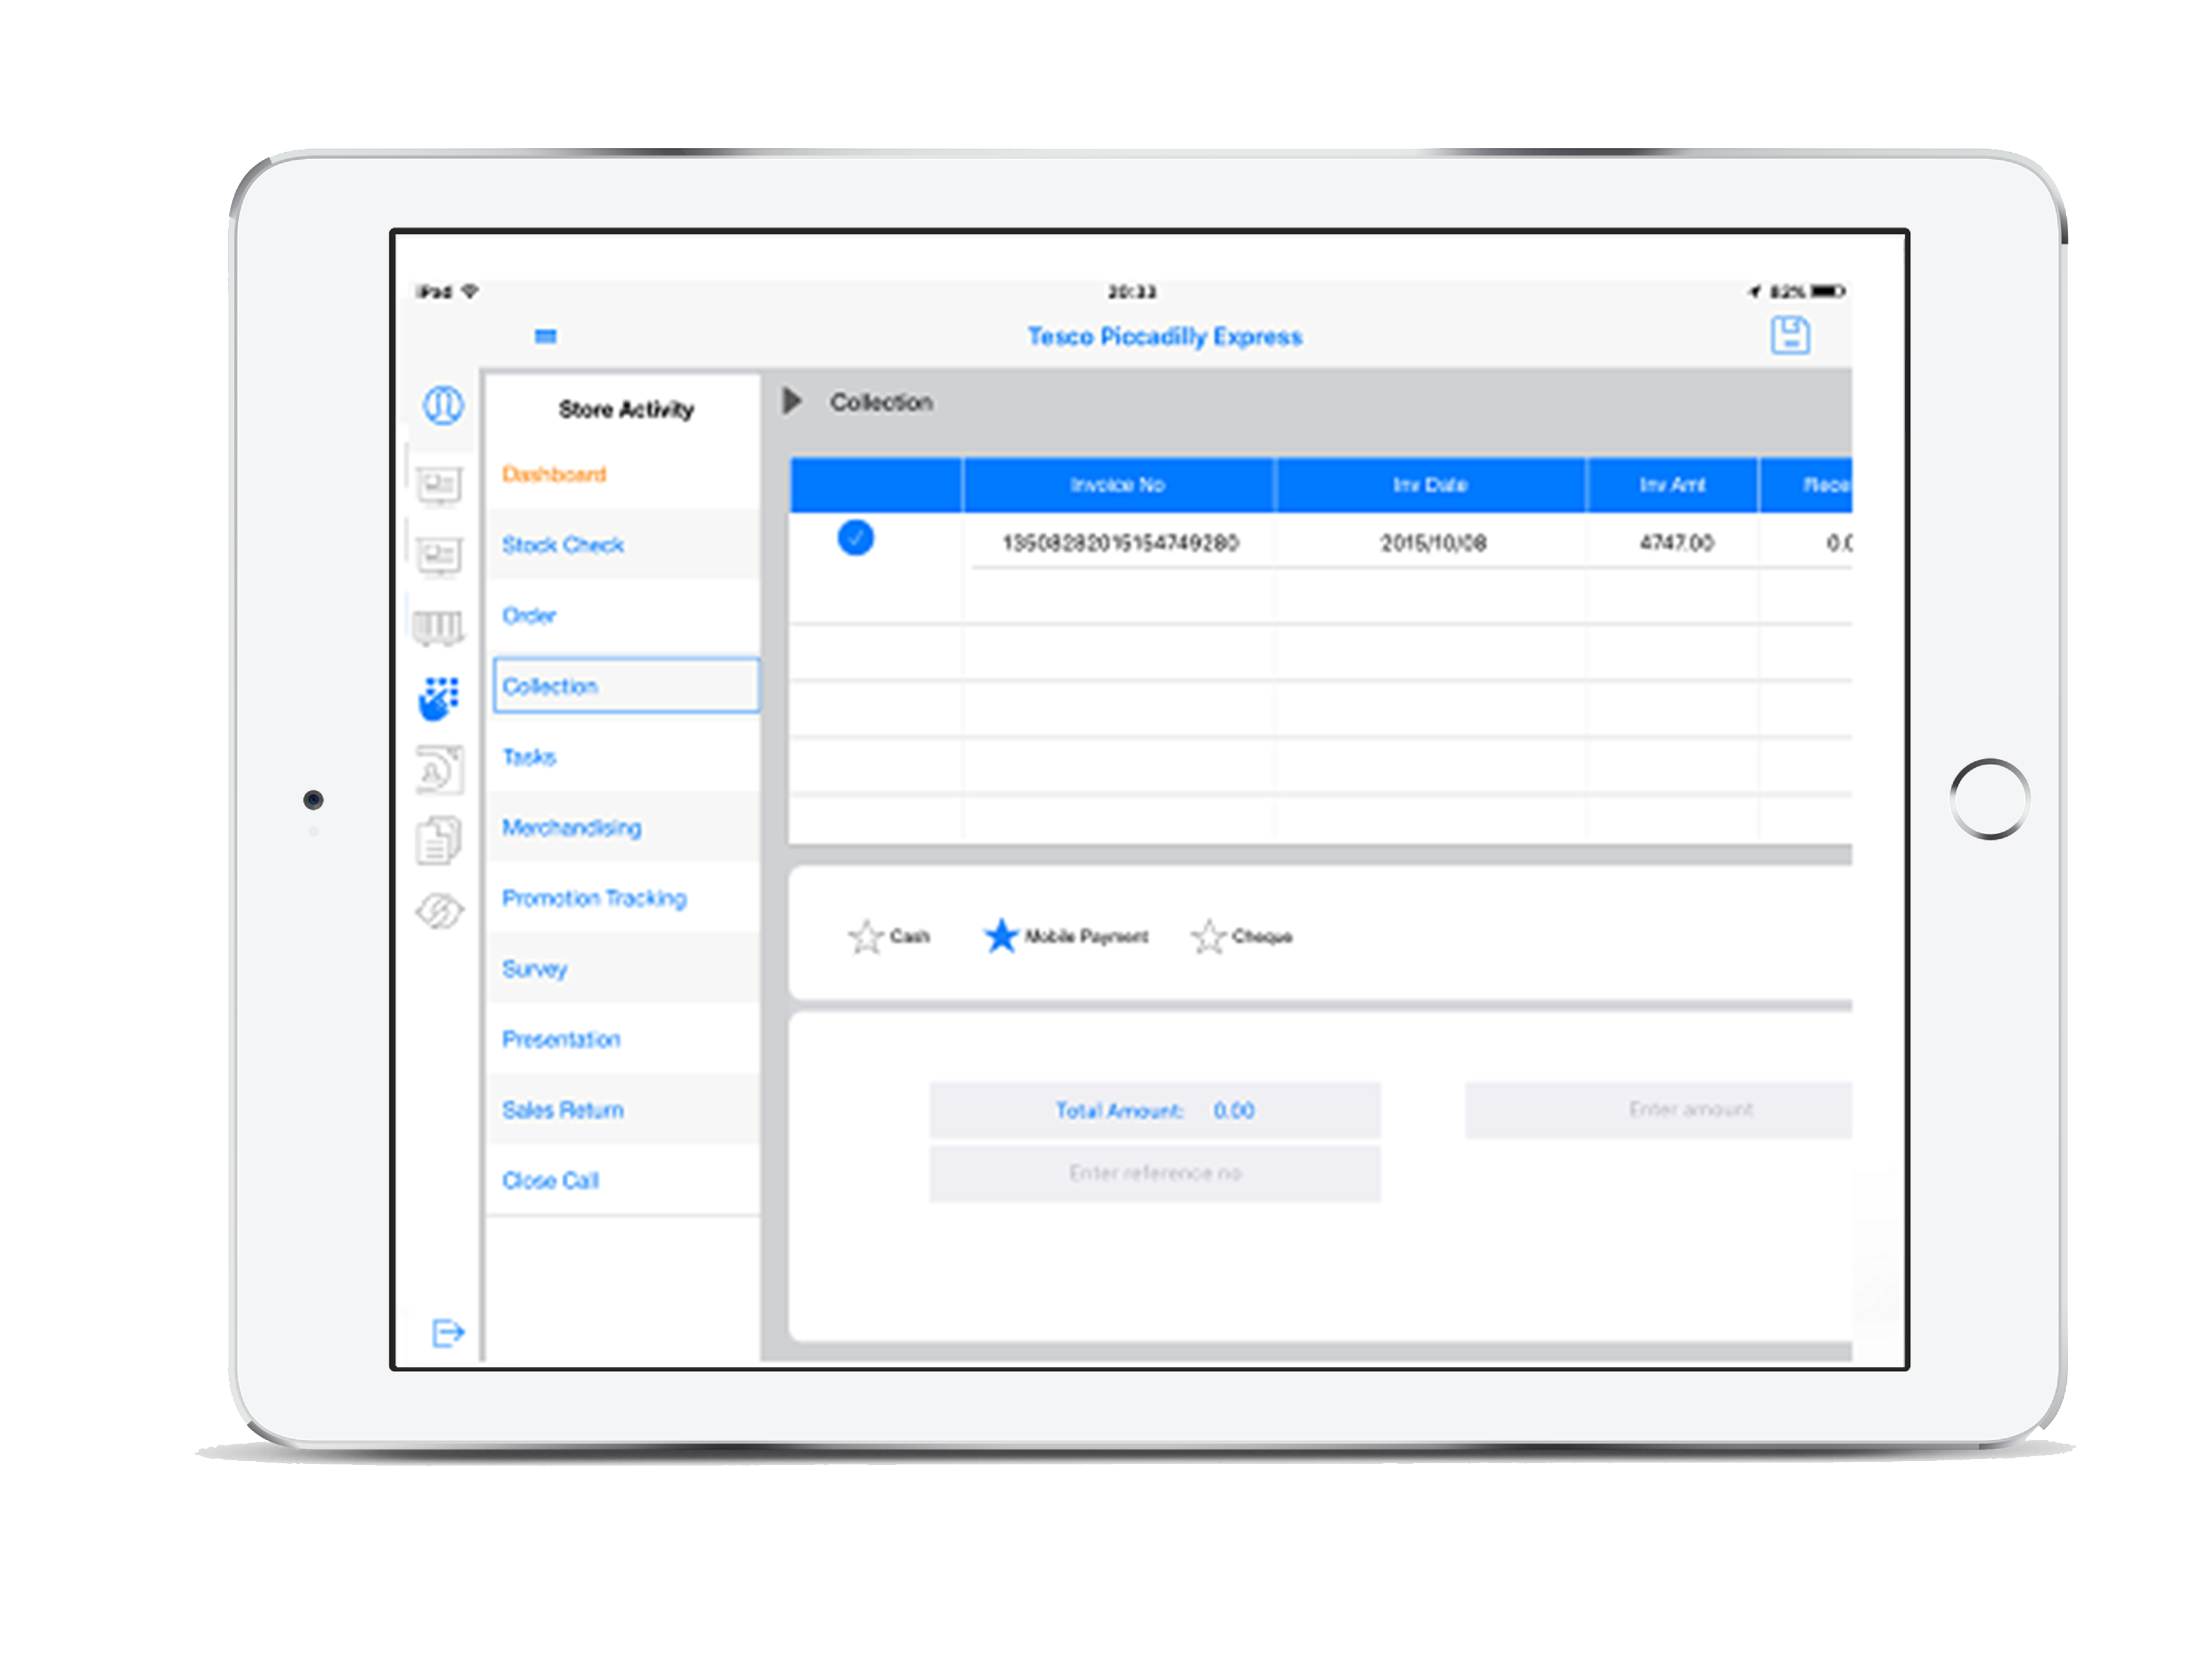 iPad 20:33 82%
Tesco Piccadilly Express
Store Activity
Dashboard
Stock Check
Order
Collection
Tasks
Merchandising
Promotion Tracking
Survey
Presentation
Sales Return
Close Call
Collection
Invoice No Inv Date Inv Amt Rece
13508282015154749280 2015/10/08 4747.00 0.0
Cash Mobile Payment Cheque
Total Amount: 0.00 Enter amount
Enter reference no